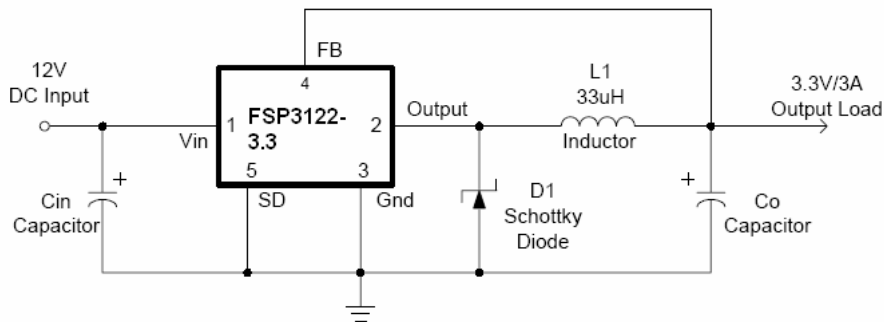 FB
4
12V
DC Input
L1
33uH
3.3V/3A
Output Load
Vin
1
FSP3122-
3.3
2
Output
Inductor
5
3
SD
Gnd
+
Cin
Capacitor
D1
Schottky
Diode
+
Co
Capacitor